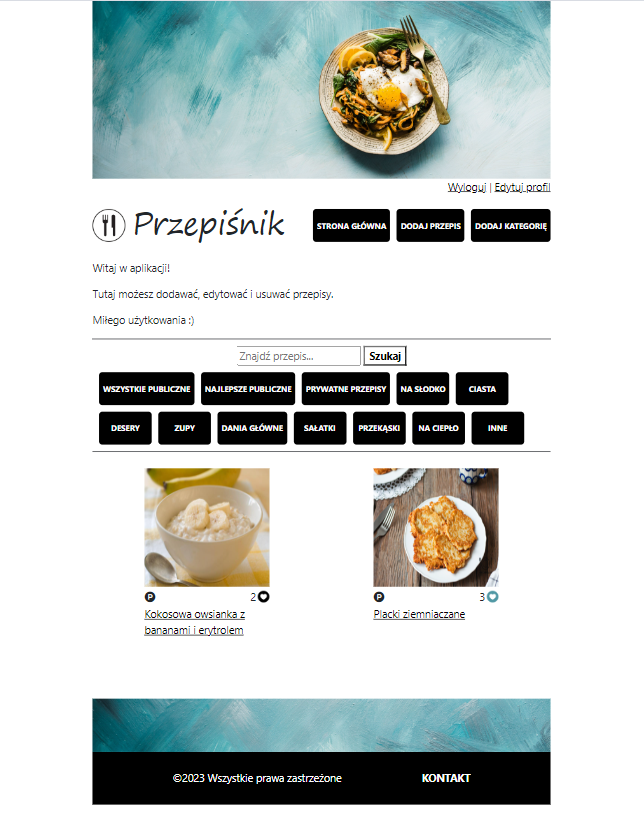 Wyloguj | Edytuj profil
Przepiśnik
STRONA GŁÓWNA DODAJ PRZEPIS DODAJ KATEGORIĘ
Witaj w aplikacji!
Tutaj możesz dodawać, edytować i usuwać przepisy.
Miłego użytkowania :)
Znajdź przepis... Szukaj
WSZYSTKIE PUBLICZNE NAJLEPSZE PUBLICZNE PRYWATNE PRZEPISY NA SŁODKO CIASTA
DESERY ZUPY DANIA GŁÓWNE SAŁATKI PRZEKĄSKI NA CIEPŁO INNE
P 2 P 3
Kokosowa owsianka z
bananami i erytrolem
Placki ziemniaczane
©2023 Wszystkie prawa zastrzeżone KONTAKT